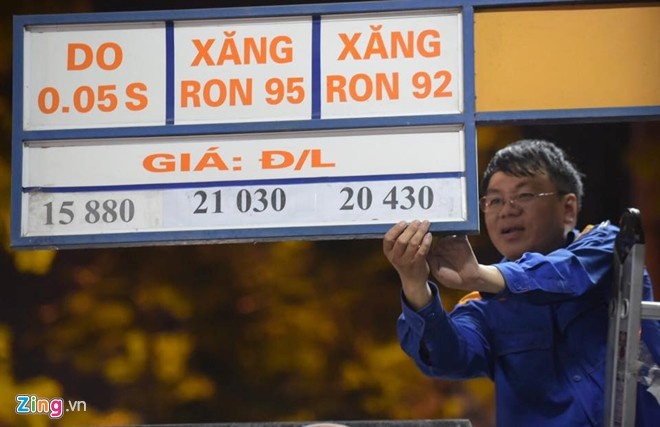 DO
0.05 S
XĂNG
RON 95
XĂNG
RON 92
GIÁ: Đ/L
15 880
21 030
20 430
Zing.vn